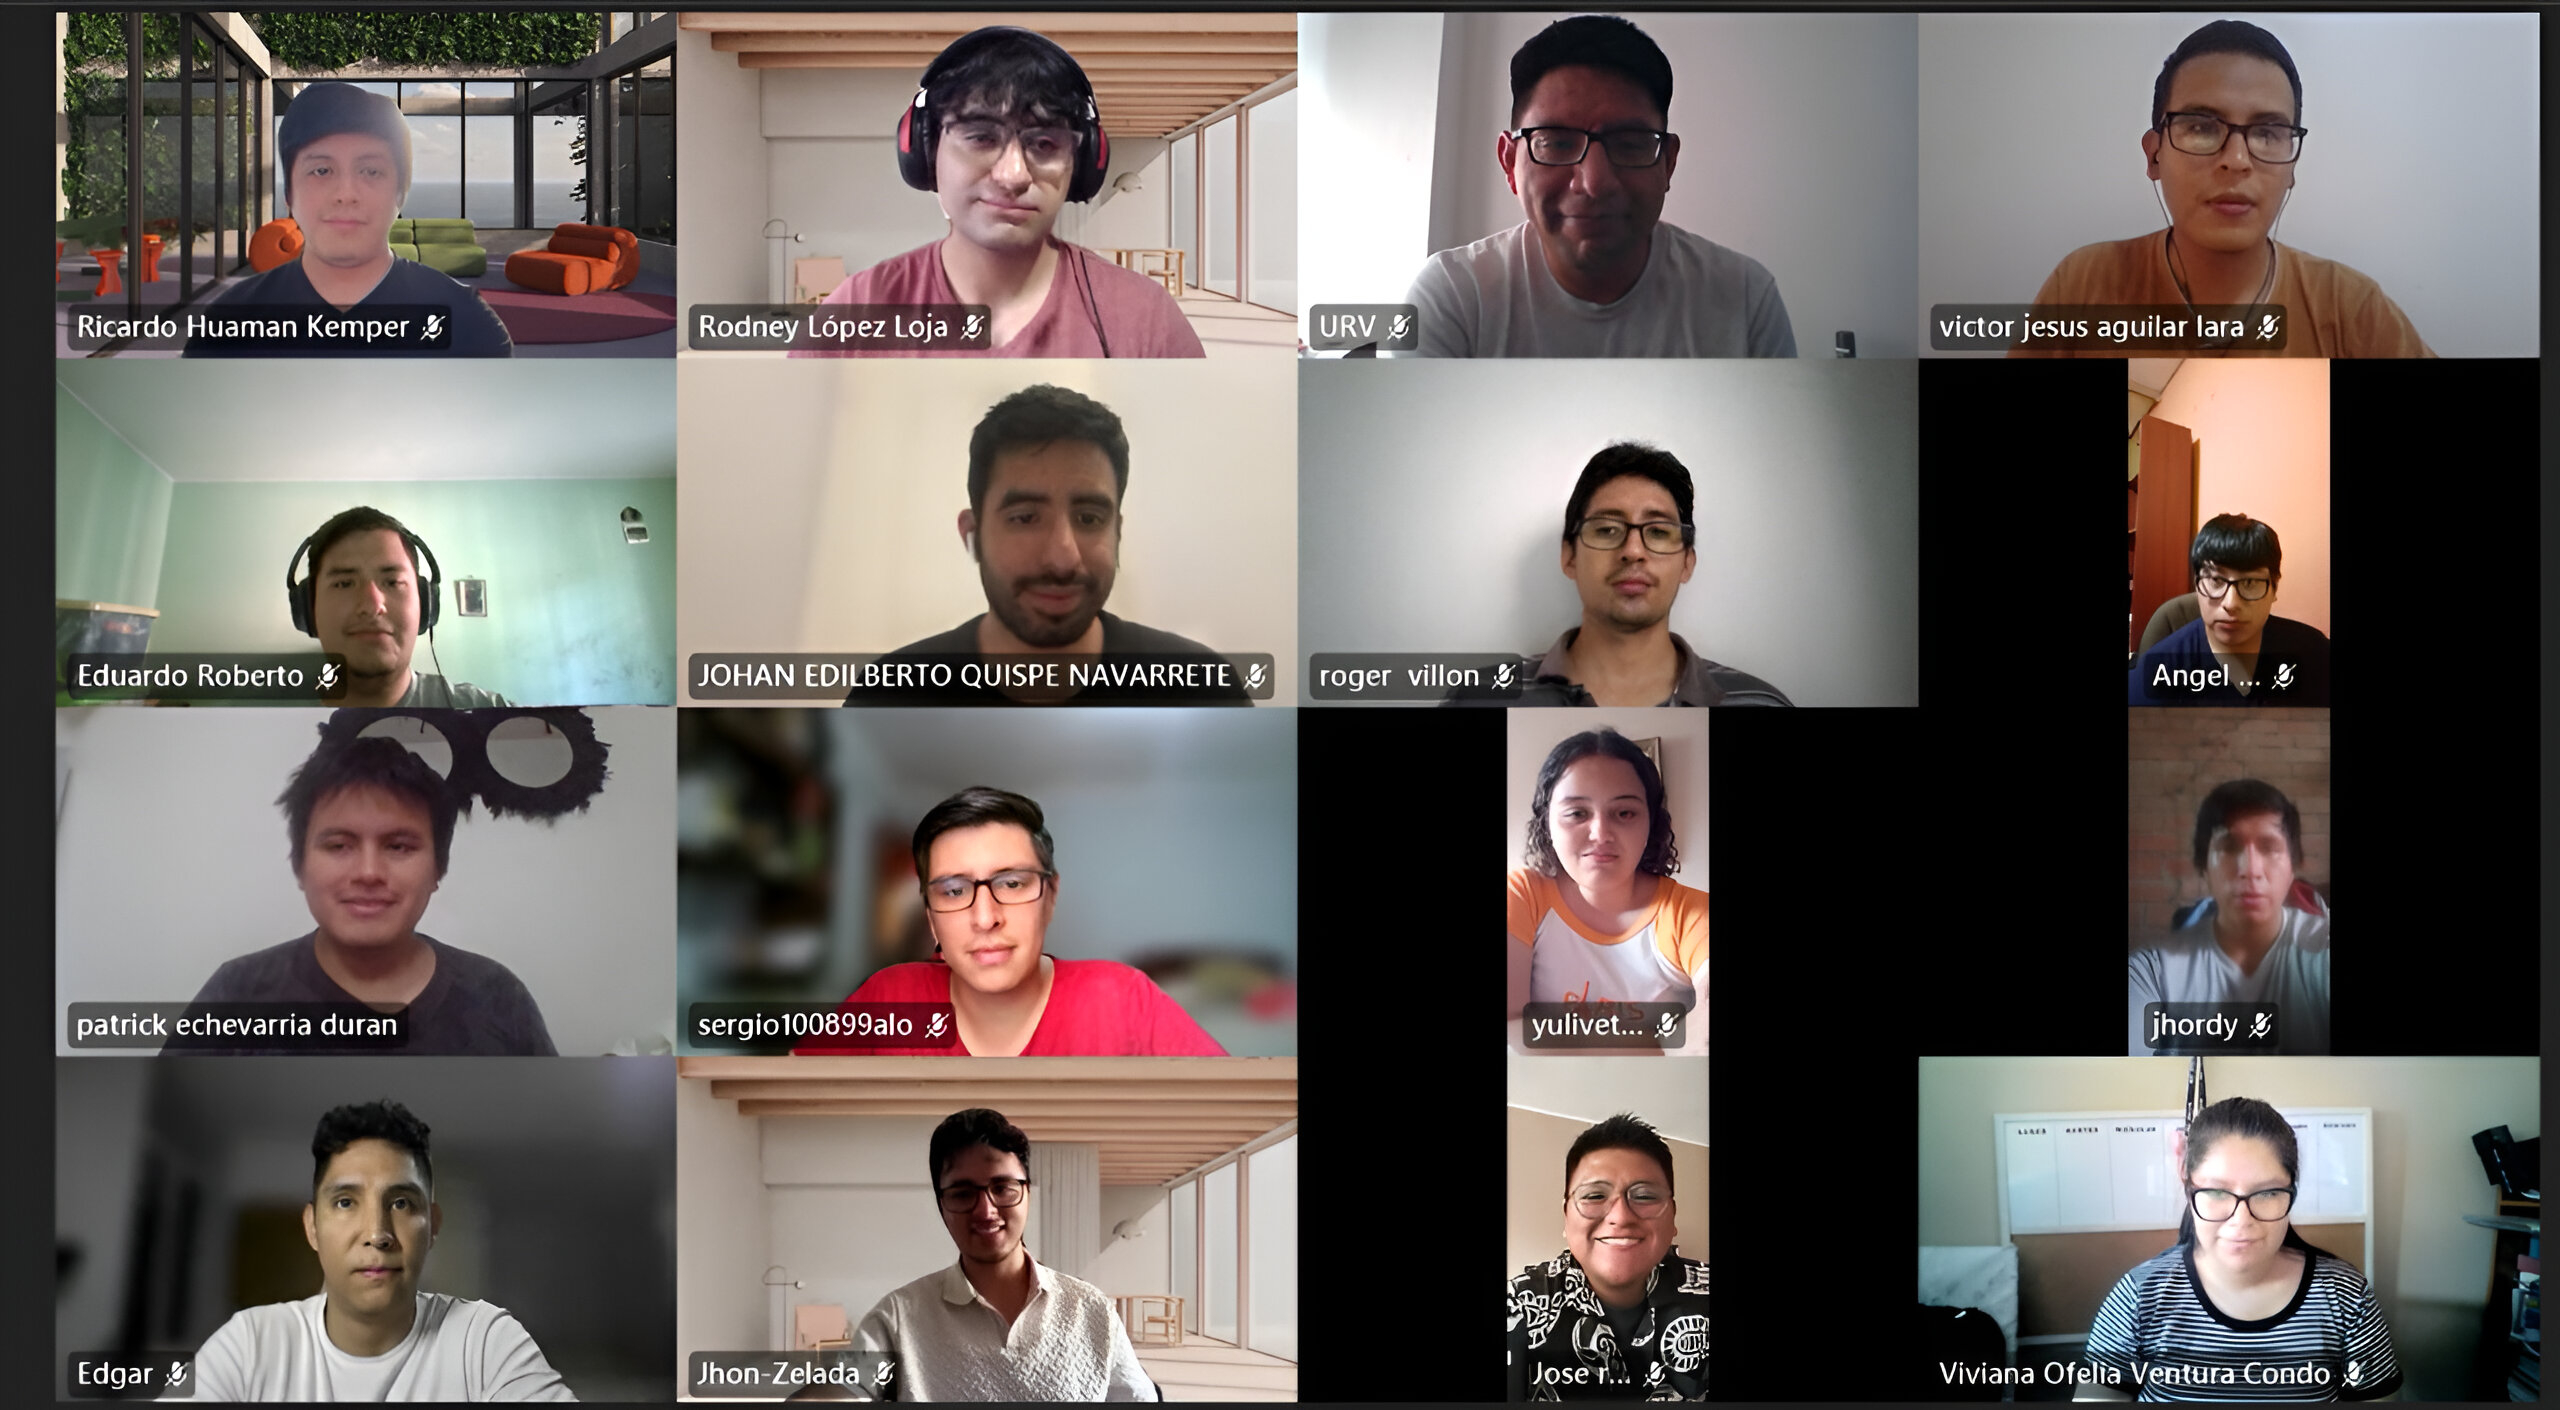 Ricardo Huaman Kemper
Rodney López Loja
URV
victor jesus aguilar lara
Eduardo Roberto
JOHAN EDILBERTO QUISPE NAVARRETE
roger villon
Angel ...
patrick echevarria duran
sergio100899alo
yulivet...
jhordy
Edgar
Jhon-Zelada
Jose r...
Viviana Ofelia Ventura Condo